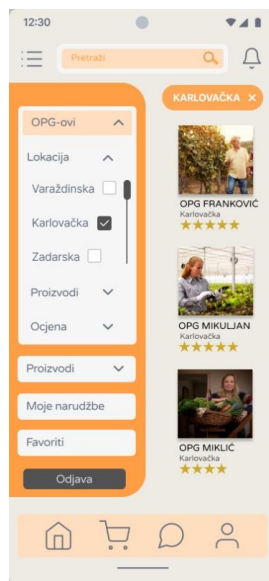 12:30
Pretraži
KARLOVAČKA ×
OPG-ovi
Lokacija
Varaždinska
Karlovačka
Zadarska
Proizvodi
Ocjena
Proizvodi
Moje narudžbe
Favoriti
Odjava
OPG FRANKOVIĆ
Karlovačka
OPG MIKULJAN
Karlovačka
OPG MIKLIĆ
Karlovačka